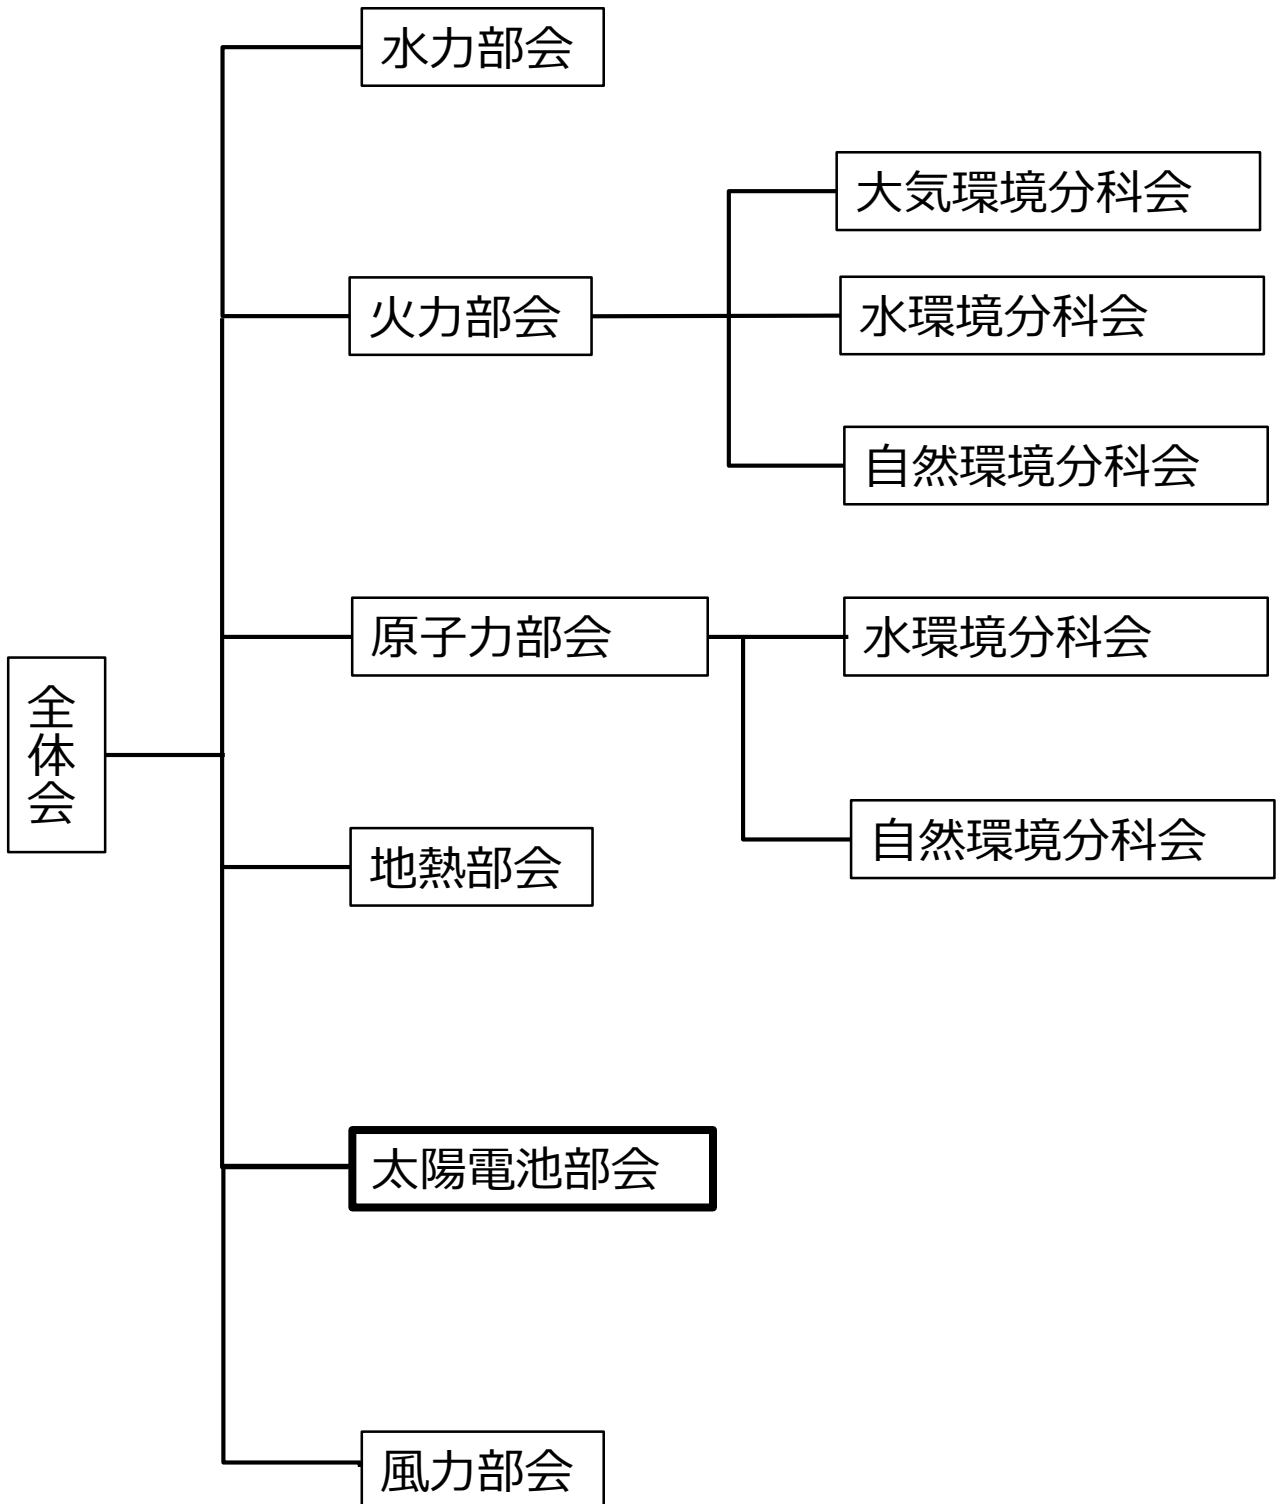 水力部会
大気環境分科会
火力部会
水環境分科会
自然環境分科会
原子力部会
水環境分科会
全体会
自然環境分科会
地熱部会
太陽電池部会
風力部会